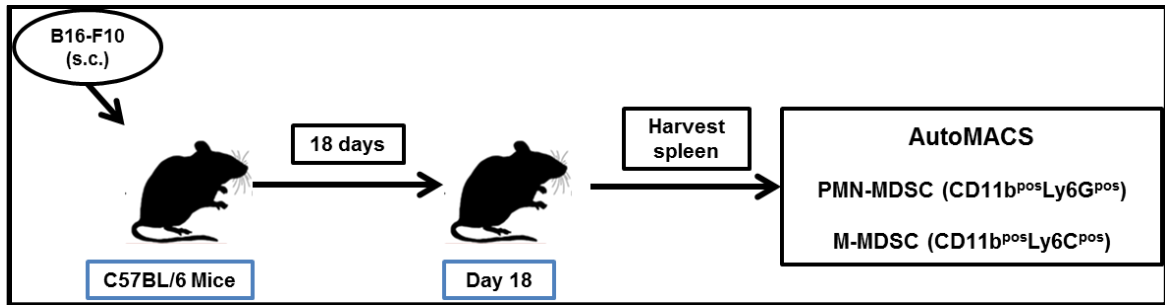 B16-F10
(s.c.)
18 days
Harvest
spleen
AutoMACS
PMN-MDSC (CD11bᵖᵒˢLy6Gᵖᵒˢ)
M-MDSC (CD11bᵖᵒˢLy6Cᵖᵒˢ)
C57BL/6 Mice
Day 18